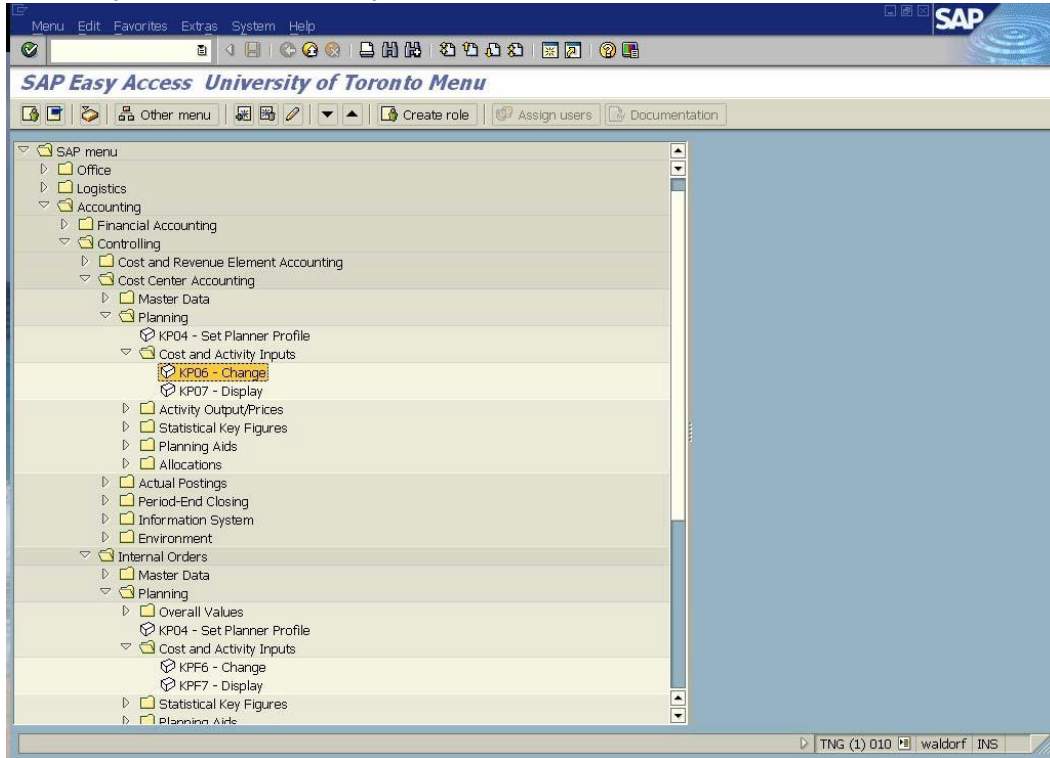 Menu Edit Favorites Extras System Help
SAP
SAP Easy Access University of Toronto Menu
Other menu Create role Assign users Documentation
SAP menu
Office
Logistics
Accounting
Financial Accounting
Controlling
Cost and Revenue Element Accounting
Cost Center Accounting
Master Data
Planning
KP04 - Set Planner Profile
Cost and Activity Inputs
KP06 - Change
KP07 - Display
Activity Output/Prices
Statistical Key Figures
Planning Aids
Allocations
Actual Postings
Period-End Closing
Information System
Environment
Internal Orders
Master Data
Planning
Overall Values
KP04 - Set Planner Profile
Cost and Activity Inputs
KPF6 - Change
KPF7 - Display
Statistical Key Figures
Planning Aids
TNG (1) 010 waldorf INS